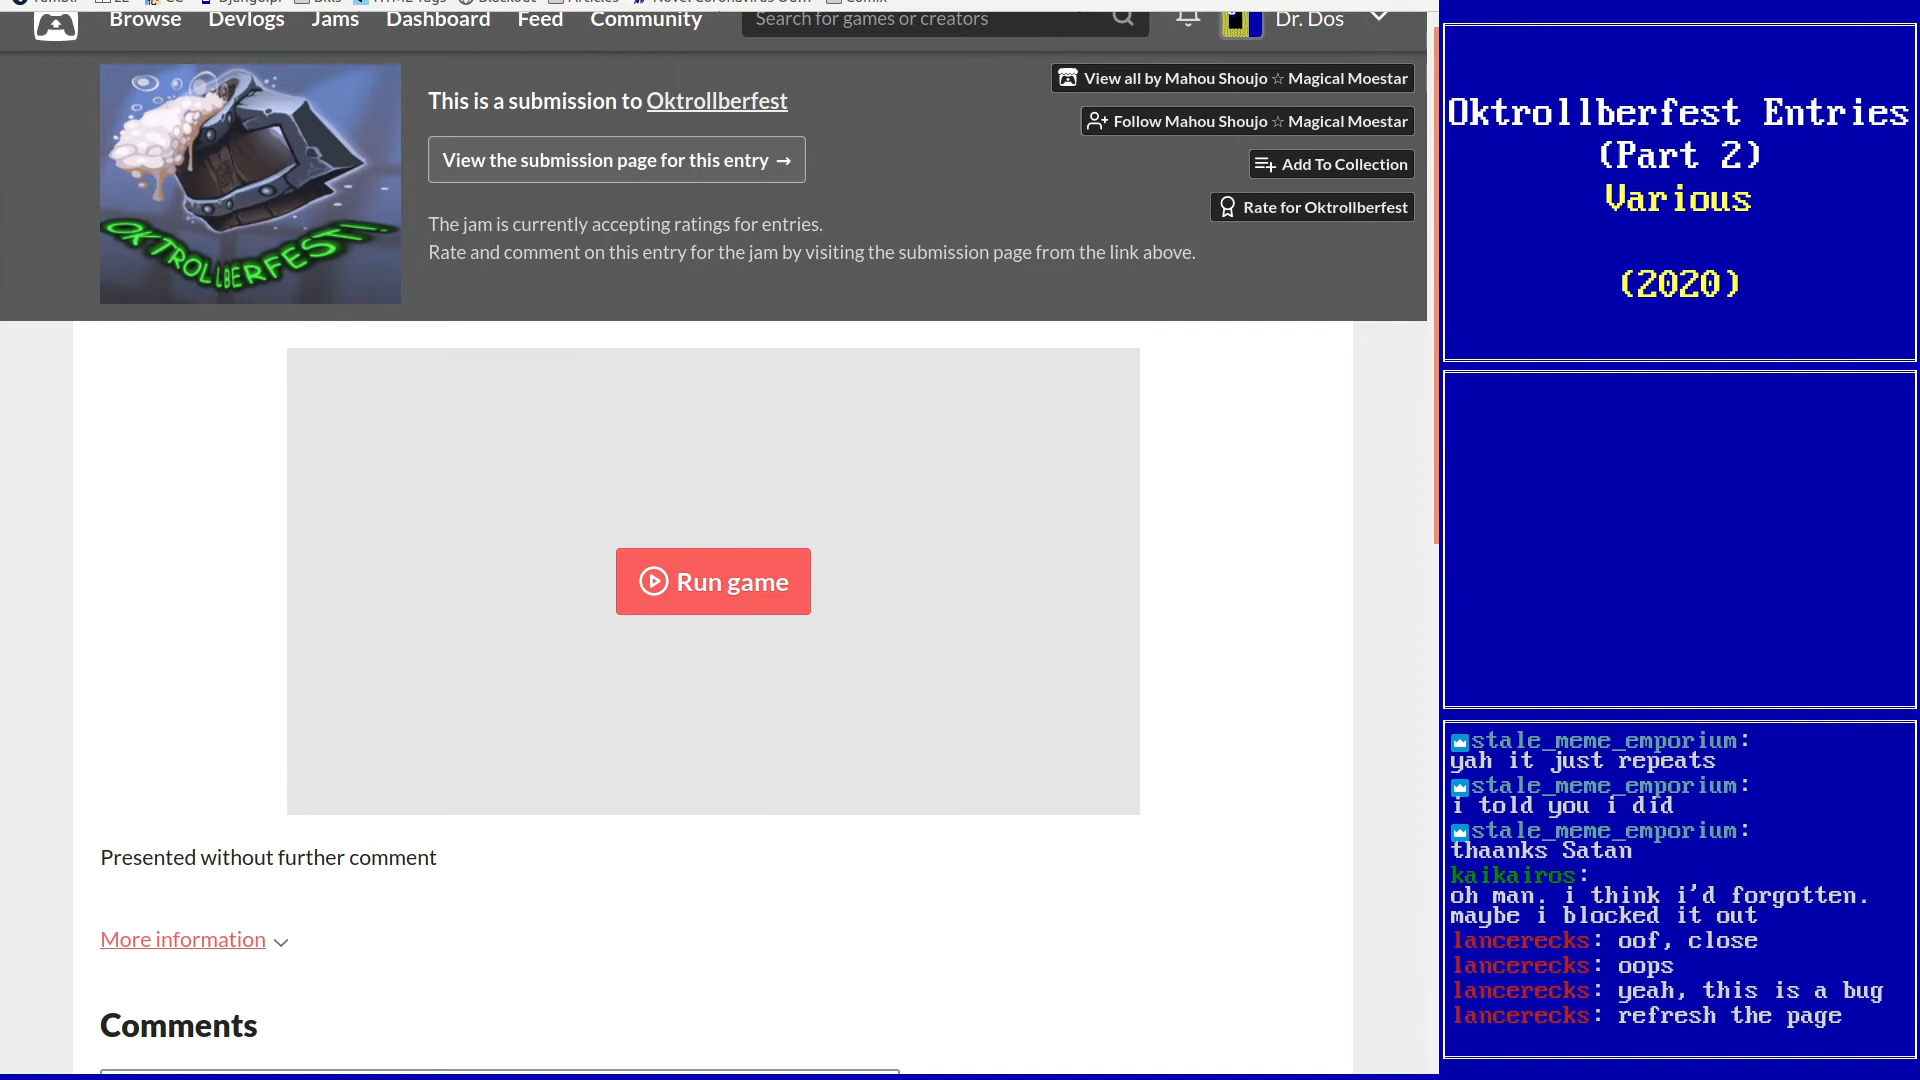 Browse Devlogs Jams Dashboard Feed Community Search for games or creators Dr. Dos
This is a submission to Oktrollberfest
View the submission page for this entry →
The jam is currently accepting ratings for entries.
Rate and comment on this entry for the jam by visiting the submission page from the link above.
View all by Mahou Shoujo ☆ Magical Moestar
Follow Mahou Shoujo ☆ Magical Moestar
Add To Collection
Rate for Oktrollberfest
OKTROLLBERFEST!
Run game
Presented without further comment
More information
Comments
Oktrollberfest Entries
(Part 2)
Various
(2020)
stale_meme_emporium:
yah it just repeats
stale_meme_emporium:
i told you i did
stale_meme_emporium:
thaanks Satan
kaikairos:
oh man. i think i'd forgotten.
maybe i blocked it out
lancerecks: oof, close
lancerecks: oops
lancerecks: yeah, this is a bug
lancerecks: refresh the page